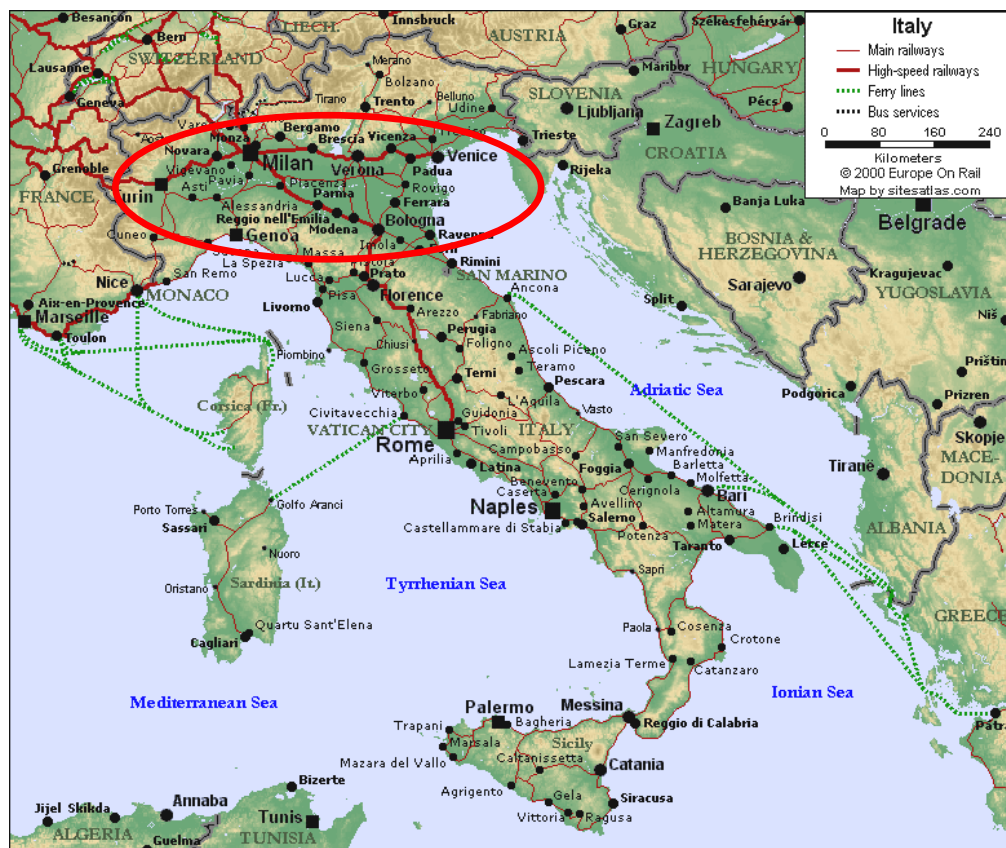 Besançon
Bern
LIECH.
Innsbruck
AUSTRIA
Graz
Székesfehérvár
SWITZERLAND
Lausanne
Geneva
Merano
Bolzano
Maribor
HUNGARY
Pécs
Tirano
Trento
Belluno
Udine
SLOVENIA
Ljubljana
Zagreb
CROATIA
Trieste
Rijeka
Grenoble
FRANCE
Monza
Bergamo
Brescia
Vicenza
Novara
Milan
Verona
Venice
Padua
Vigevano
Pavia
Piacenza
Rovigo
Asti
Alessandria
Parma
Ferrara
Reggio nell'Emilia
Modena
Bologna
Ravenna
Imola
Cuneo
Genoa
Massa
La Spezia
Pistoia
Rimini
SAN MARINO
San Remo
Nice
MONACO
Lucca
Prato
Florence
Ancona
Aix-en-Provence
Marseille
Toulon
Livorno
Pisa
Arezzo
Fabriano
Siena
Perugia
Foligno
Piombino
Chiusi
Ascoli Piceno
Teramo
Grosseto
Terni
Pescara
Adriatic Sea
Corsica (Fr.)
Viterbo
L'Aquila
Vasto
Civitavecchia
VATICAN CITY
Guidonia
Tivoli
ITALY
Rome
Campobasso
San Severo
Manfredonia
Aprilia
Latina
Foggia
Barletta
Molfetta
Benevento
Cerignola
Bari
Caserta
Avellino
Naples
Altamura
Matera
Brindisi
Castellammare di Stabia
Salerno
Potenza
Taranto
Lecce
Golfo Aranci
Porto Torres
Sassari
Nuoro
Oristano
Sardinia (It.)
Quartu Sant'Elena
Cagliari
Tyrrhenian Sea
Sapri
Paola
Cosenza
Crotone
Lamezia Terme
Catanzaro
Ionian Sea
Mediterranean Sea
Palermo
Bagheria
Messina
Reggio di Calabria
Trapani
Marsala
Mazara del Vallo
Sicily
Caltanissetta
Catania
Agrigento
Gela
Siracusa
Vittoria
Ragusa
Bizerte
Annaba
Jijel
Skikda
Tunis
ALGERIA
TUNISIA
Guelma
Banja Luka
Belgrade
BOSNIA &
HERZEGOVINA
Sarajevo
Kragujevac
YUGOSLAVIA
Niš
Split
Podgorica
Prizren
Skopje
MACE-
DONIA
Tiranë
ALBANIA
GREECE
Italy
Main railways
High-speed railways
Ferry lines
Bus services
0 80 160 240
Kilometers
© 2000 Europe On Rail
Map by sitesatlas.com